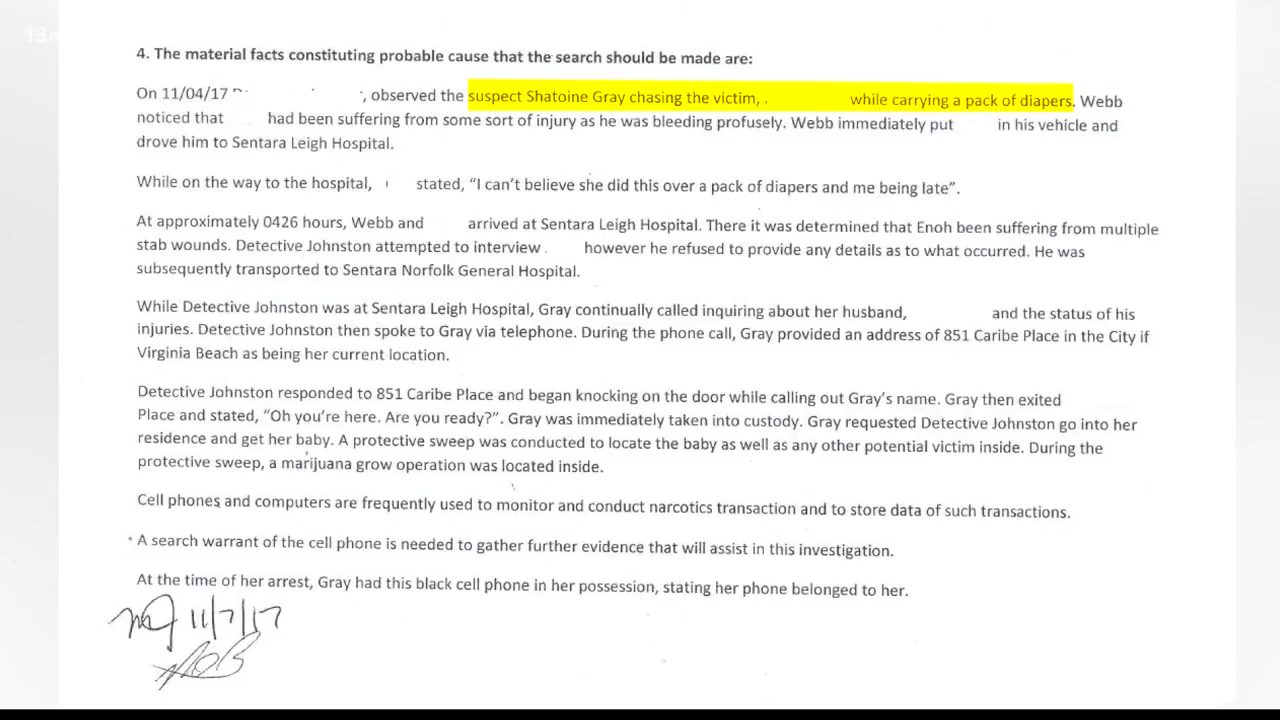 13
4. The material facts constituting probable cause that the search should be made are:
On 11/04/17 , observed the suspect Shatoine Gray chasing the victim, . while carrying a pack of diapers. Webb
noticed that had been suffering from some sort of injury as he was bleeding profusely. Webb immediately put in his vehicle and
drove him to Sentara Leigh Hospital.
While on the way to the hospital, stated, “I can’t believe she did this over a pack of diapers and me being late”.
At approximately 0426 hours, Webb and arrived at Sentara Leigh Hospital. There it was determined that Enoh been suffering from multiple
stab wounds. Detective Johnston attempted to interview . however he refused to provide any details as to what occurred. He was
subsequently transported to Sentara Norfolk General Hospital.
While Detective Johnston was at Sentara Leigh Hospital, Gray continually called inquiring about her husband, and the status of his
injuries. Detective Johnston then spoke to Gray via telephone. During the phone call, Gray provided an address of 851 Caribe Place in the City if
Virginia Beach as being her current location.
Detective Johnston responded to 851 Caribe Place and began knocking on the door while calling out Gray’s name. Gray then exited
Place and stated, “Oh you’re here. Are you ready?”. Gray was immediately taken into custody. Gray requested Detective Johnston go into her
residence and get her baby. A protective sweep was conducted to locate the baby as well as any other potential victim inside. During the
protective sweep, a marijuana grow operation was located inside.
Cell phones and computers are frequently used to monitor and conduct narcotics transaction and to store data of such transactions.
A search warrant of the cell phone is needed to gather further evidence that will assist in this investigation.
At the time of her arrest, Gray had this black cell phone in her possession, stating her phone belonged to her.
11/7/17